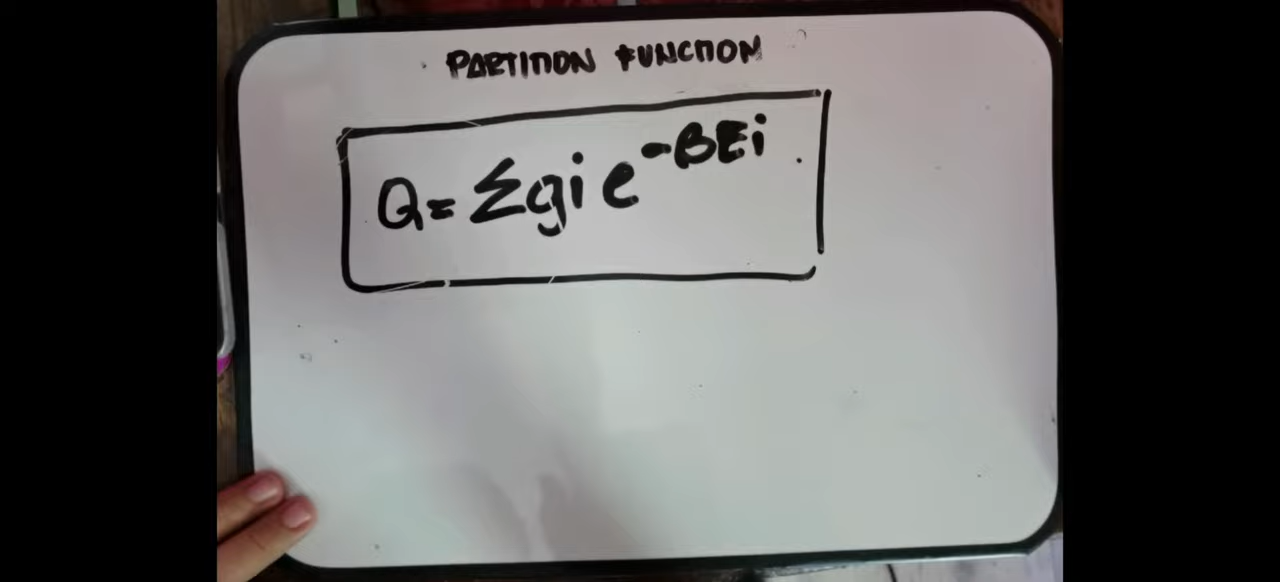 PARTITION FUNCTION
Q = Σgi e^-βEi